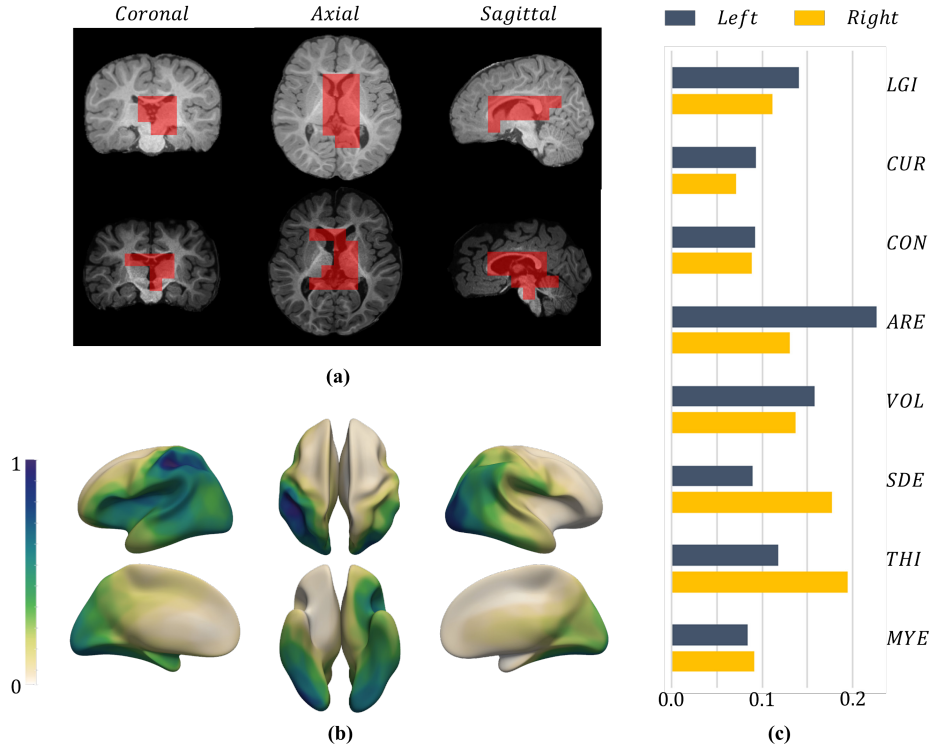 Coronal Axial Sagittal
(a)
1
0
(b)
Left Right
LGI
CUR
CON
ARE
VOL
SDE
THI
MYE
0.0 0.1 0.2
(c)